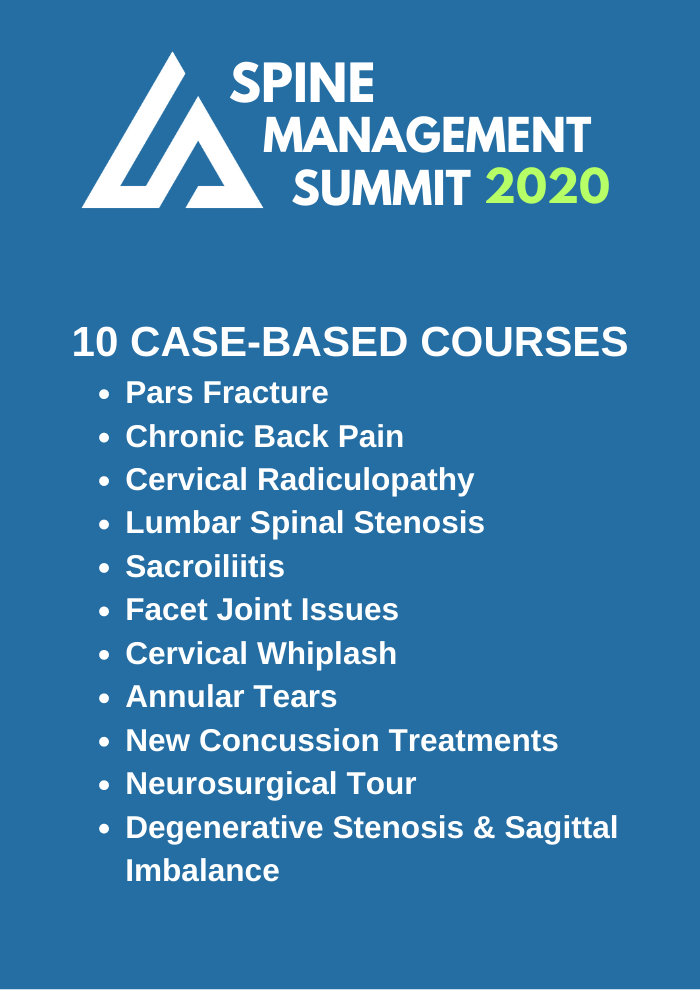 SPINE
MANAGEMENT
SUMMIT 2020
10 CASE-BASED COURSES
• Pars Fracture
• Chronic Back Pain
• Cervical Radiculopathy
• Lumbar Spinal Stenosis
• Sacroiliitis
• Facet Joint Issues
• Cervical Whiplash
• Annular Tears
• New Concussion Treatments
• Neurosurgical Tour
• Degenerative Stenosis & Sagittal
Imbalance